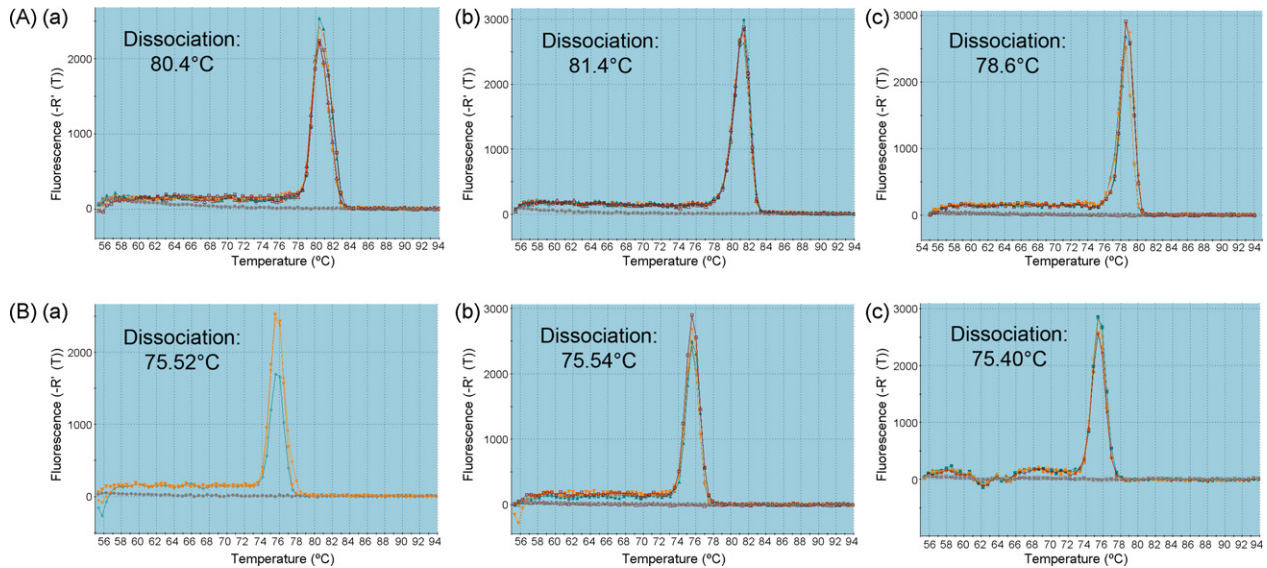 (A) (a)
Fluorescence (-R' (T))
2000
1000
0
Dissociation:
80.4°C
56 58 60 62 64 66 68 70 72 74 76 78 80 82 84 86 88 90 92 94
Temperature (ºC)
(b)
Fluorescence (-R' (T))
3000
2000
1000
0
Dissociation:
81.4°C
56 58 60 62 64 66 68 70 72 74 76 78 80 82 84 86 88 90 92 94
Temperature (ºC)
(c)
Fluorescence (-R' (T))
3000
2000
1000
0
Dissociation:
78.6°C
54 56 58 60 62 64 66 68 70 72 74 76 78 80 82 84 86 88 90 92 94
Temperature (ºC)
(B) (a)
Fluorescence (-R' (T))
2000
1000
0
Dissociation:
75.52°C
56 58 60 62 64 66 68 70 72 74 76 78 80 82 84 86 88 90 92 94
Temperature (ºC)
(b)
Fluorescence (-R' (T))
3000
2000
1000
0
Dissociation:
75.54°C
56 58 60 62 64 66 68 70 72 74 76 78 80 82 84 86 88 90 92 94
Temperature (ºC)
(c)
Fluorescence (-R' (T))
3000
2000
1000
0
Dissociation:
75.40°C
56 58 60 62 64 66 68 70 72 74 76 78 80 82 84 86 88 90 92 94
Temperature (ºC)